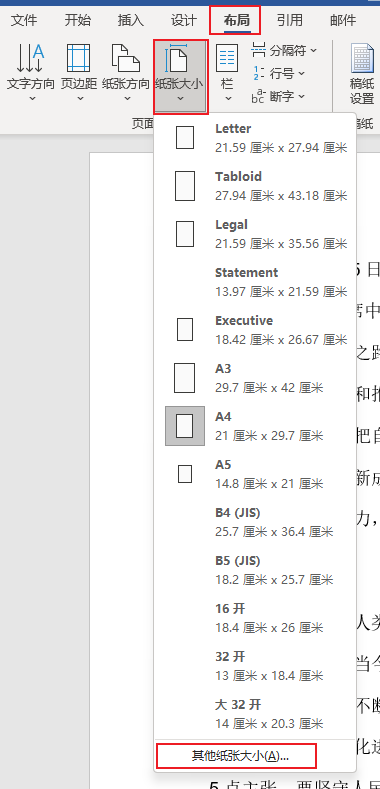 文件 开始 插入 设计 布局 引用 邮件
文字方向 页边距 纸张方向 纸张大小 栏 分隔符 稿纸
行号 设置
断字
页面
稿纸
Letter
21.59 厘米 x 27.94 厘米
Tabloid
27.94 厘米 x 43.18 厘米
Legal
21.59 厘米 x 35.56 厘米
Statement
13.97 厘米 x 21.59 厘米
5 日
Executive
18.42 厘米 x 26.67 厘米
席中
之路
A3
29.7 厘米 x 42 厘米
和推
A4
21 厘米 x 29.7 厘米
把自
A5
14.8 厘米 x 21 厘米
新成
B4 (JIS)
25.7 厘米 x 36.4 厘米
力，
B5 (JIS)
18.2 厘米 x 25.7 厘米
16 开
18.4 厘米 x 26 厘米
人类
32 开
13 厘米 x 18.4 厘米
当今
大 32 开
14 厘米 x 20.3 厘米
不断
化进
其他纸张大小(A)...
5 点主张，要坚守人民